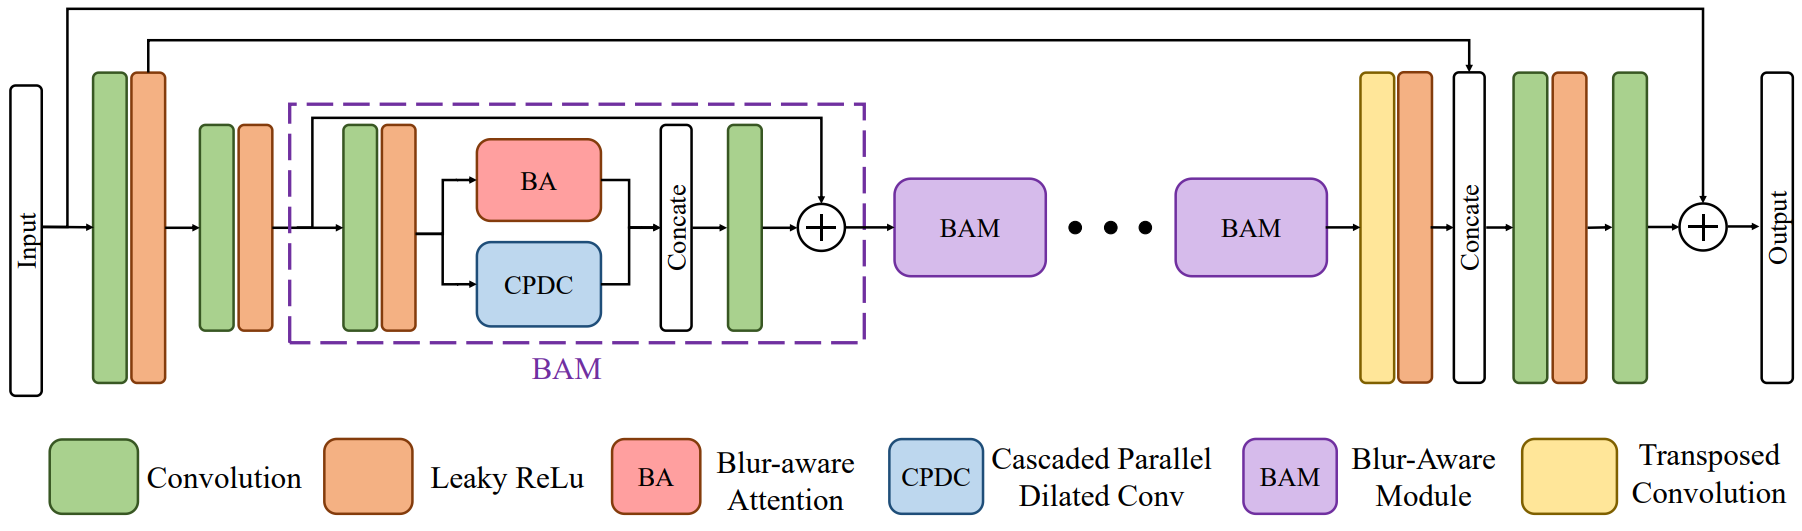 Input
BA
CPDC
Concate
BAM
BAM
BAM
Concate
Output
Convolution
Leaky ReLu
BA
Blur-aware
Attention
CPDC
Cascaded Parallel
Dilated Conv
BAM
Blur-Aware
Module
Transposed
Convolution